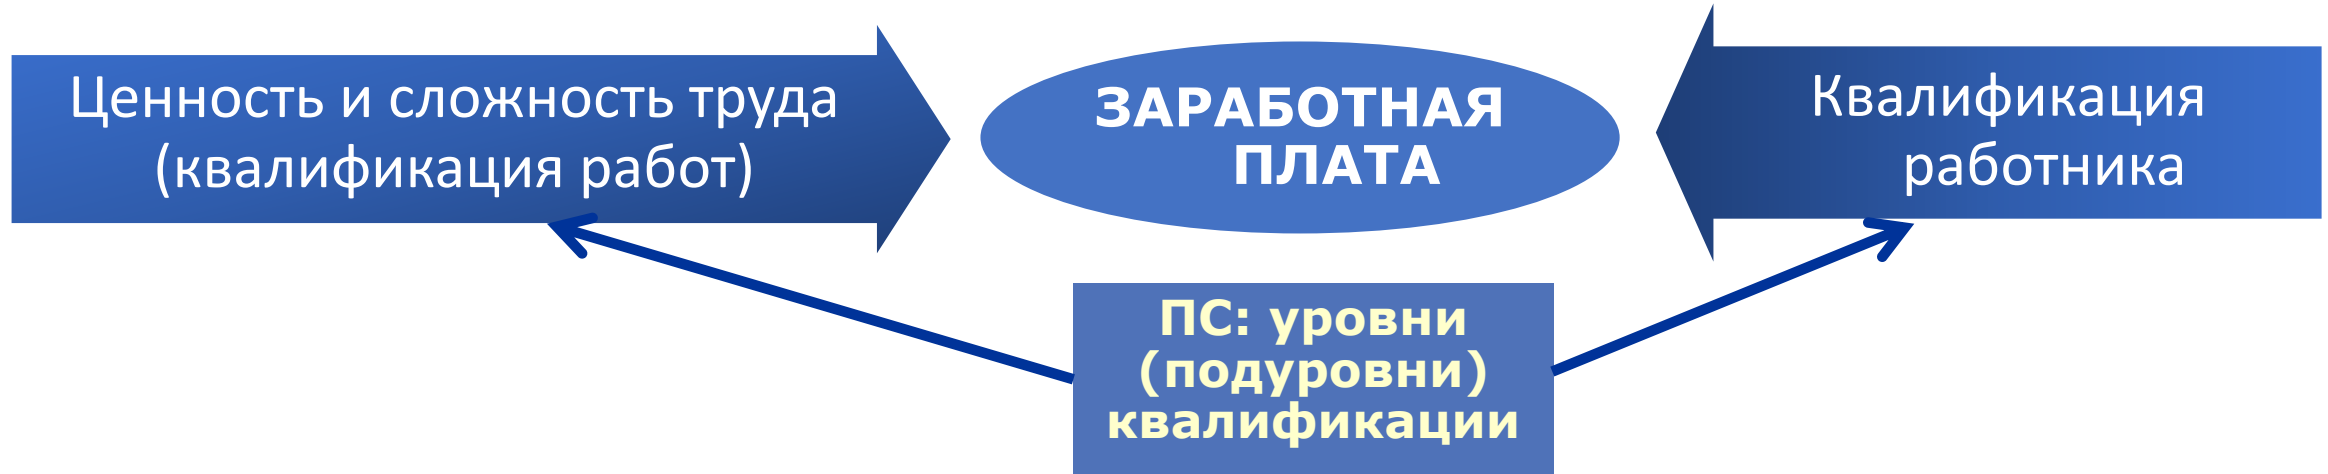 Ценность и сложность труда
(квалификация работ)
ЗАРАБОТНАЯ
ПЛАТА
Квалификация
работника
ПС: уровни
(подуровни)
квалификации